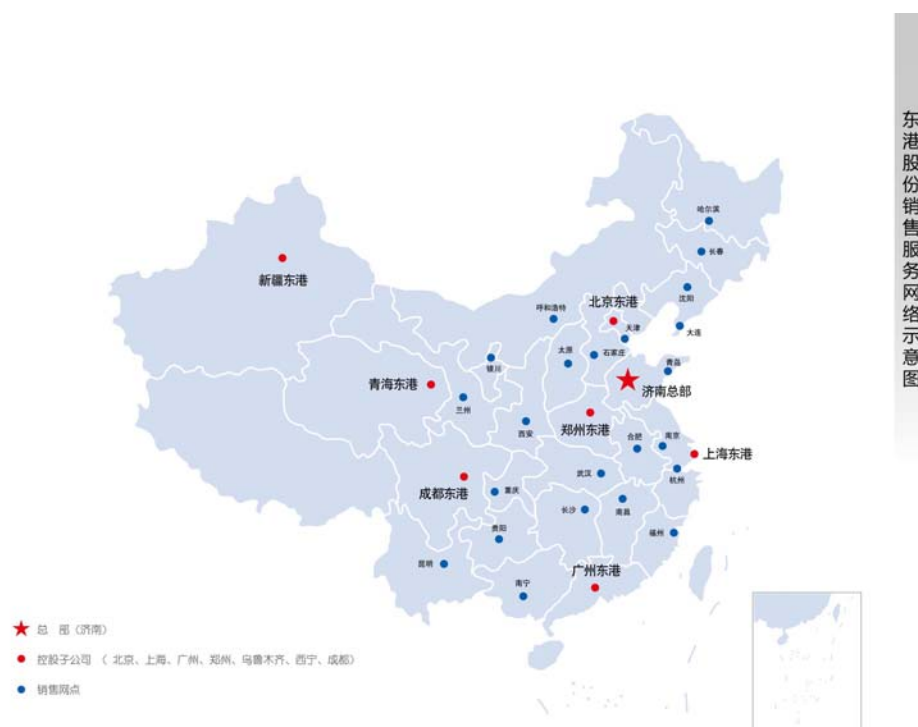 东港股份销售服务网络示意图
哈尔滨
长春
新疆东港
沈阳
北京东港
呼和浩特
天津
大连
太原
石家庄
青岛
银川
青海东港
济南总部
兰州
西安
郑州东港
合肥
南京
上海东港
武汉
杭州
成都东港
重庆
长沙
南昌
贵阳
福州
昆明
广州东港
南宁
总 部（济南）
控股子公司 （ 北京、上海、广州、郑州、乌鲁木齐、西宁、成都）
销售网点